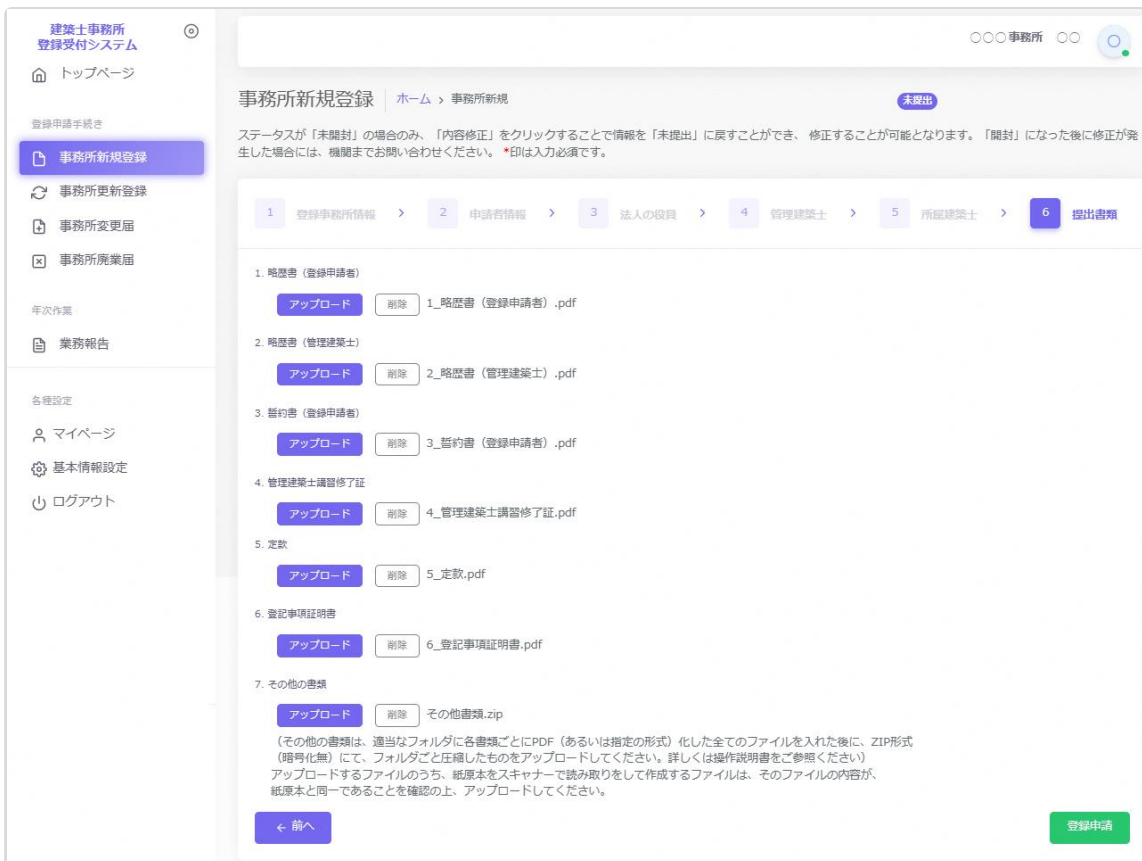 建築士事務所
登録受付システム
トップページ
登録申請手続き
事務所新規登録
事務所更新登録
事務所変更届
事務所廃業届
年次作業
業務報告
各種設定
マイページ
基本情報設定
ログアウト
〇〇〇事務所 〇〇
事務所新規登録 ホーム > 事務所新規 未提出
ステータスが「未開封」の場合のみ、「内容修正」をクリックすることで情報を「未提出」に戻すことができ、 修正することが可能となります。「開封」になった後に修正が発
生した場合には、機関までお問い合わせください。 *印は入力必須です。
1 登録事務所情報 > 2 申請者情報 > 3 法人の役員 > 4 管理建築士 > 5 所属建築士 > 6 提出書類
1. 略歴書（登録申請者）
アップロード 削除 1_略歴書（登録申請者）.pdf
2. 略歴書（管理建築士）
アップロード 削除 2_略歴書（管理建築士）.pdf
3. 誓約書（登録申請者）
アップロード 削除 3_誓約書（登録申請者）.pdf
4. 管理建築士講習修了証
アップロード 削除 4_管理建築士講習修了証.pdf
5. 定款
アップロード 削除 5_定款.pdf
6. 登記事項証明書
アップロード 削除 6_登記事項証明書.pdf
7. その他の書類
アップロード 削除 その他書類.zip
（その他の書類は、適当なフォルダに各書類ごとにPDF（あるいは指定の形式）化した全てのファイルを入れた後に、ZIP形式
（暗号化無）にて、フォルダごと圧縮したものをアップロードしてください。詳しくは操作説明書をご参照ください）
アップロードするファイルのうち、紙原本をスキャナーで読み取りをして作成するファイルは、そのファイルの内容が、
紙原本と同一であることを確認の上、アップロードしてください。
← 前へ
登録申請